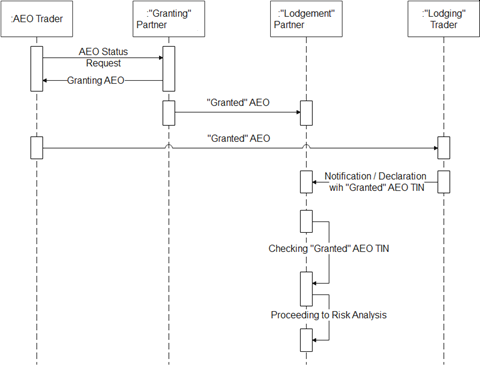 :AEO Trader
:"Granting"
Partner
:"Lodgement"
Partner
:"Lodging"
Trader
AEO Status
Request
Granting AEO
"Granted" AEO
"Granted" AEO
Notification / Declaration
wih "Granted" AEO TIN
Checking "Granted" AEO TIN
Proceeding to Risk Analysis